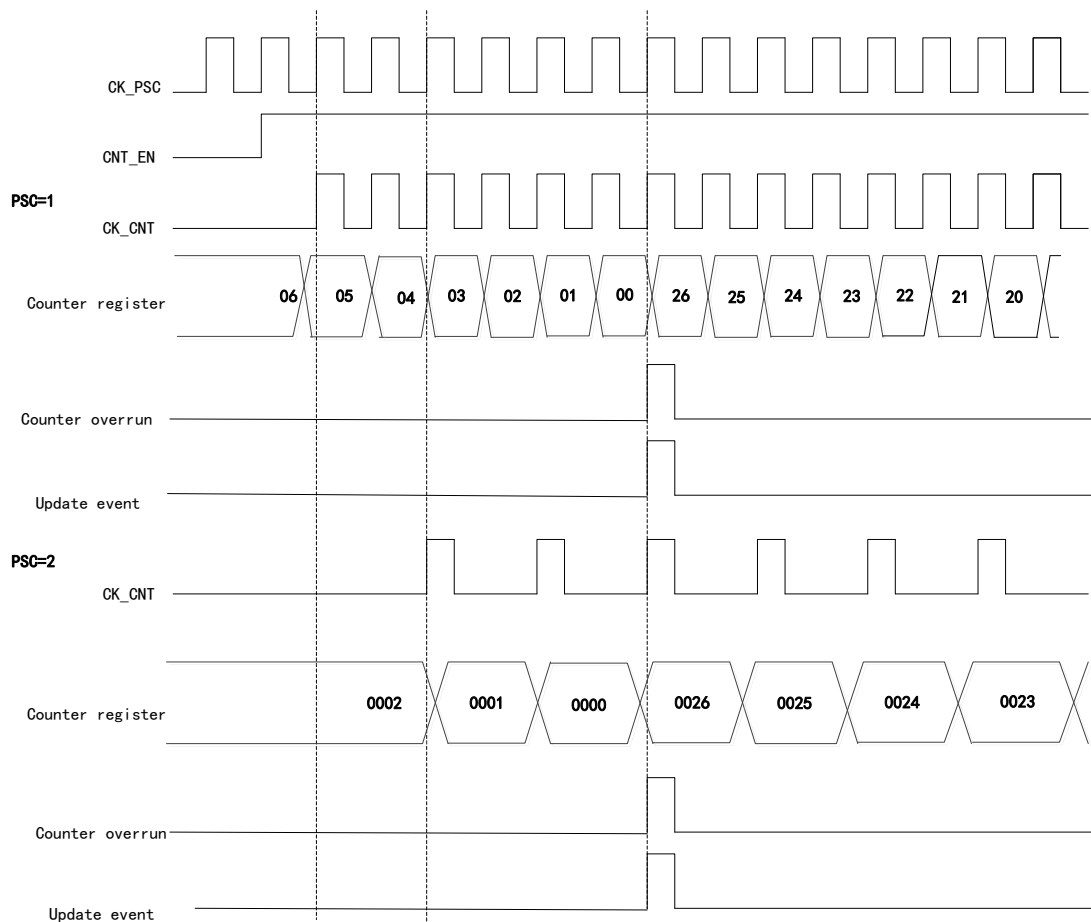 CK_PSC
CNT_EN
PSC=1
CK_CNT
Counter register 06 05 04 03 02 01 00 26 25 24 23 22 21 20
Counter overrun
Update event
PSC=2
CK_CNT
Counter register 0002 0001 0000 0026 0025 0024 0023
Counter overrun
Update event